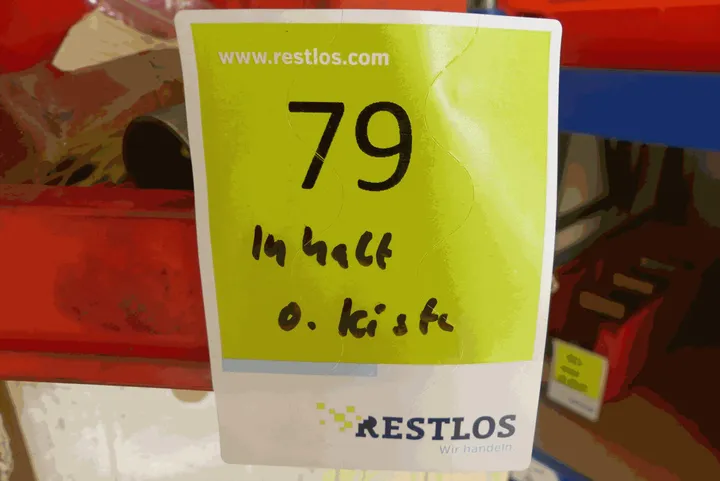 www.restlos.com
79
Inhalt
o. Kiste
RESTLOS
Wir handeln